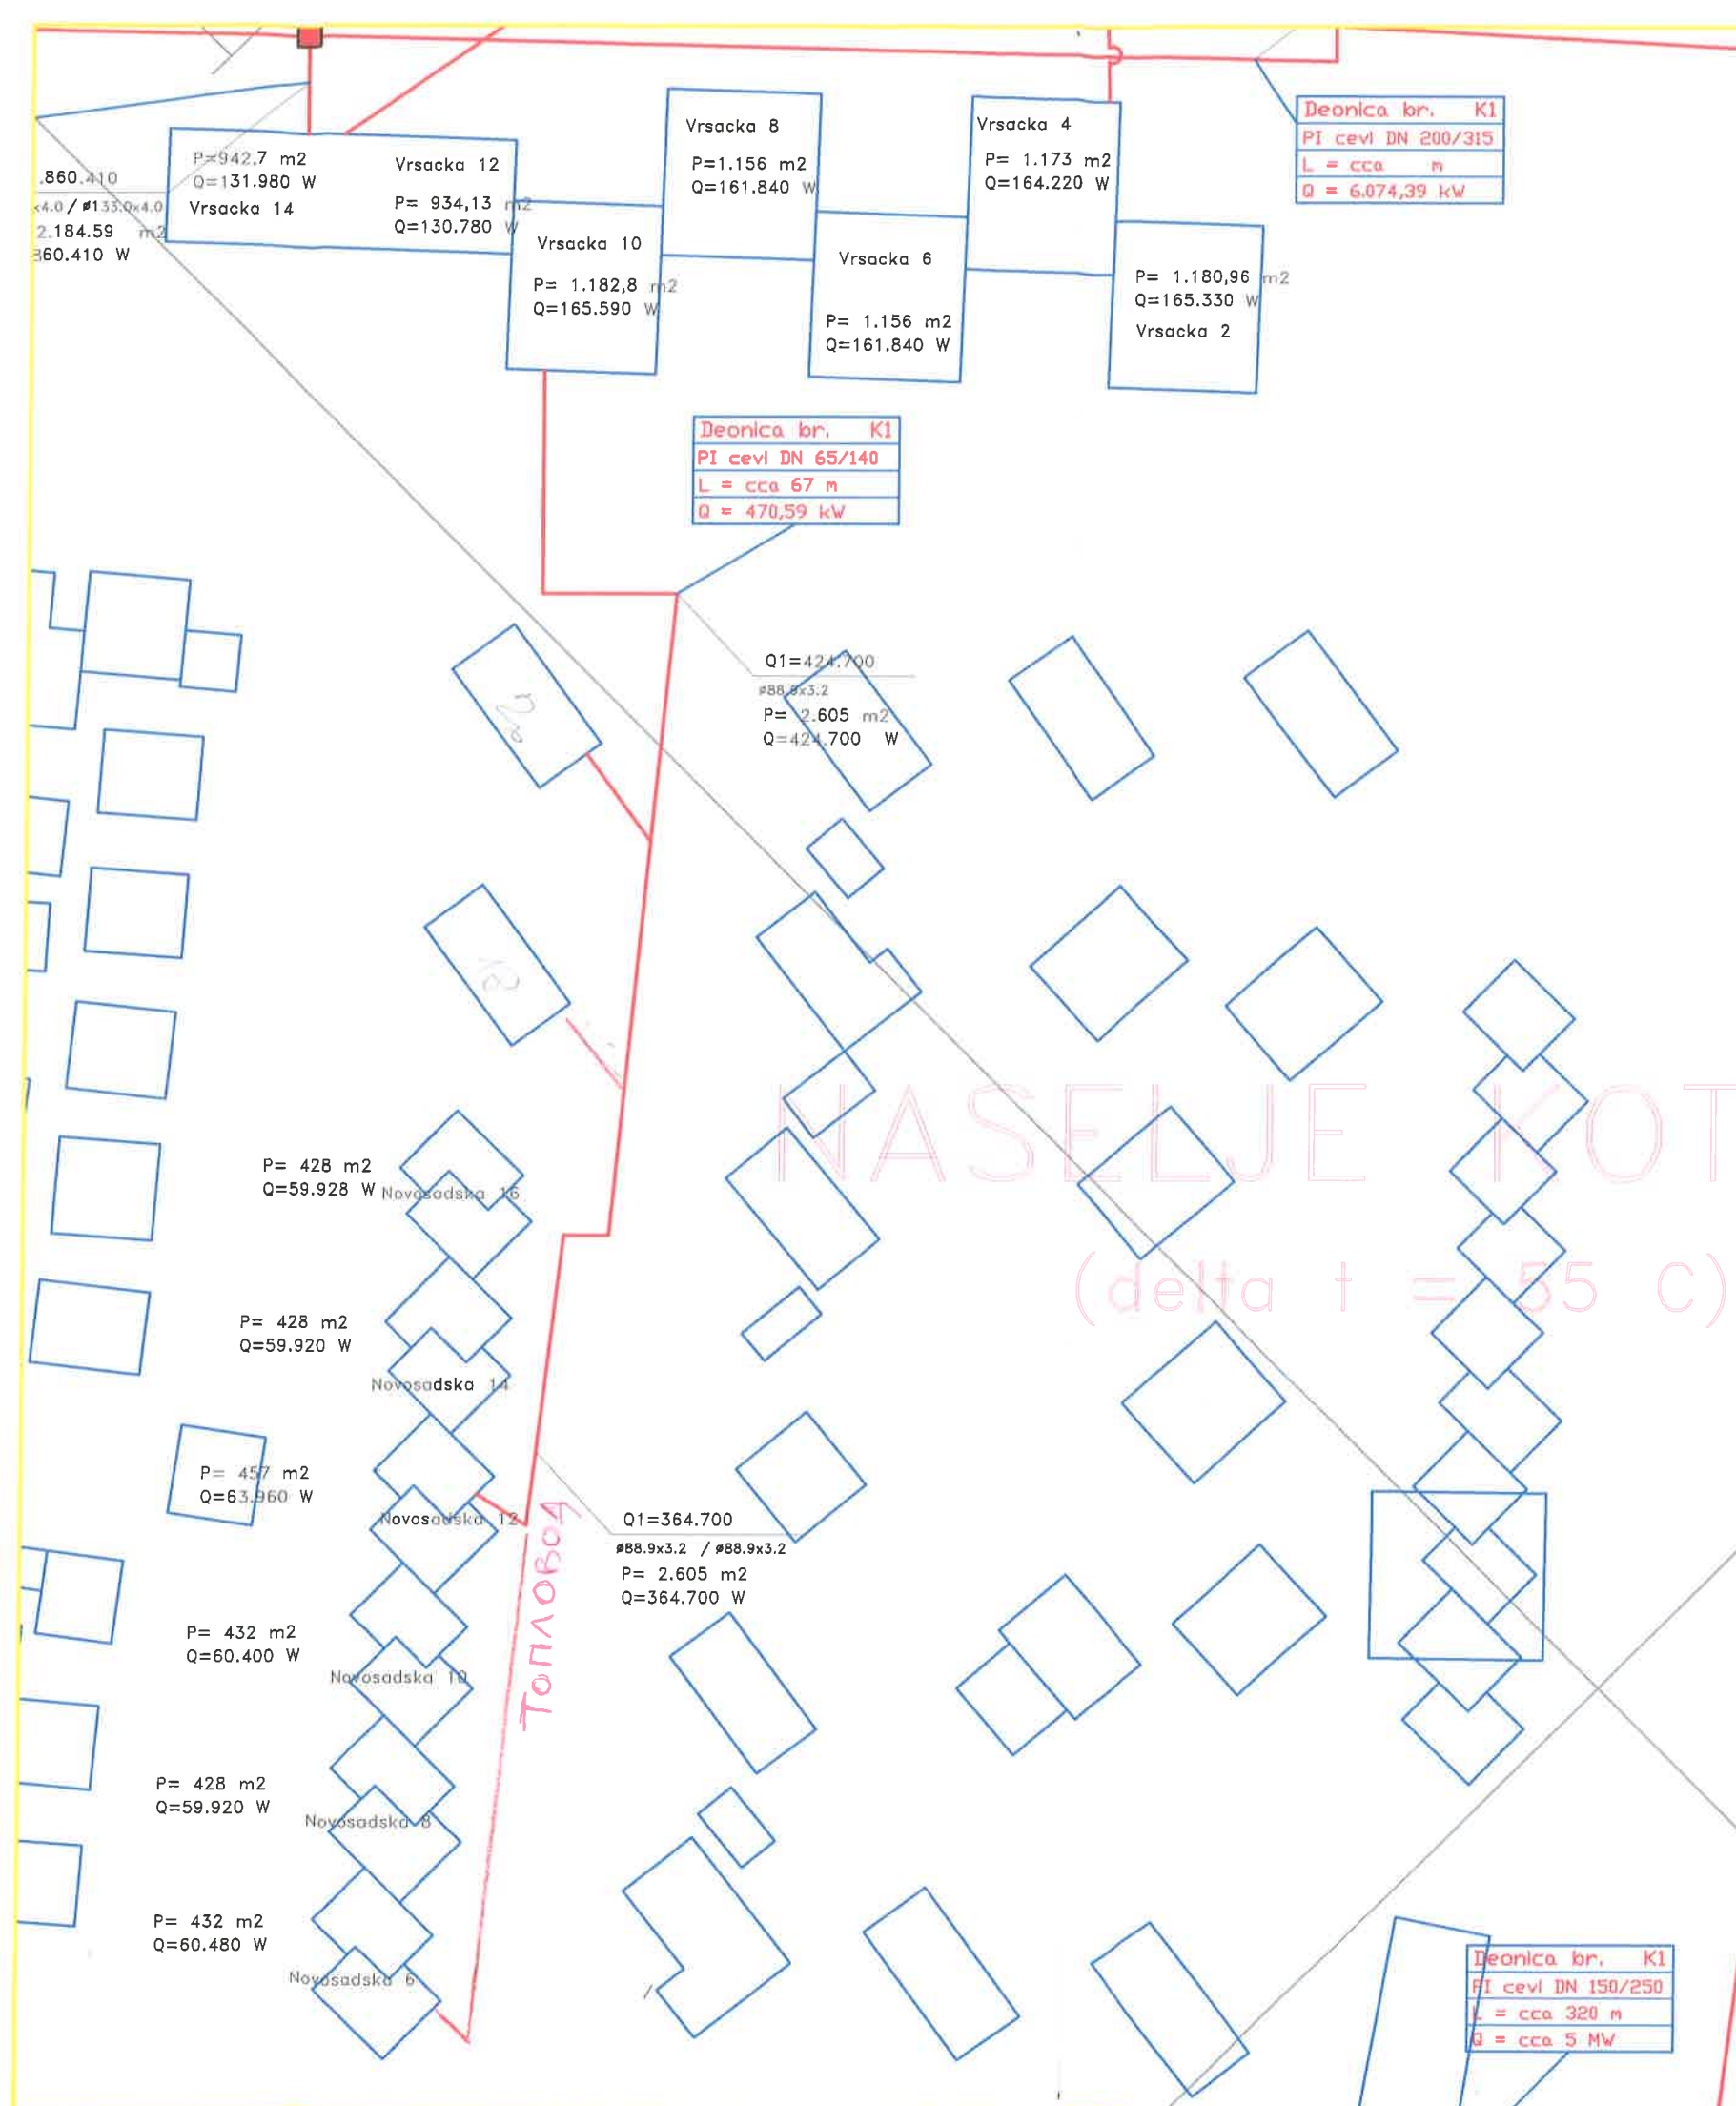 Deonica br. K1
PI cevi DN 200/315
L = cca m
Q = 6.074,39 kW
Vrsacka 8
P=1.156 m2
Q=161.840 W
Vrsacka 4
P= 1.173 m2
Q=164.220 W
P=942.7 m2
Q=131.980 W
Vrsacka 14
Vrsacka 12
P= 934,13 m2
Q=130.780 W
.860.410
x4.0 / ø133.0x4.0
2.184.59 m2
360.410 W
Vrsacka 10
P= 1.182,8 m2
Q=165.590 W
Vrsacka 6
P= 1.156 m2
Q=161.840 W
P= 1.180,96 m2
Q=165.330 W
Vrsacka 2
Deonica br. K1
PI cevi DN 65/140
L = cca 67 m
Q = 470,59 kW
20
Q1=424.700
ø88.9x3.2
P= 2.605 m2
Q=424.700 W
18
NASELJE KOT
(delta t = 55 C)
P= 428 m2
Q=59.928 W
Novosadska 16
P= 428 m2
Q=59.920 W
Novosadska 14
P= 457 m2
Q=63.960 W
Novosadska 12
Топловод
Q1=364.700
ø88.9x3.2 / ø88.9x3.2
P= 2.605 m2
Q=364.700 W
P= 432 m2
Q=60.400 W
Novosadska 10
P= 428 m2
Q=59.920 W
Novosadska 8
P= 432 m2
Q=60.480 W
Novosadska 6
Deonica br. K1
PI cevi DN 150/250
L = cca 320 m
Q = cca 5 MW